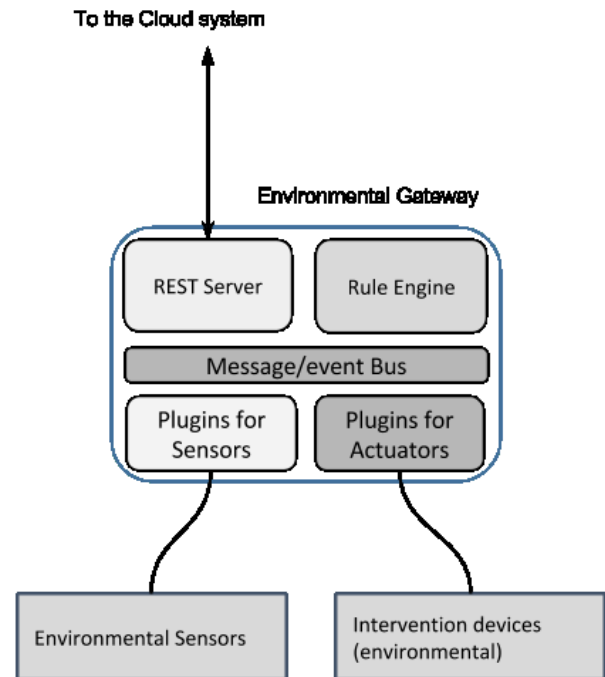 To the Cloud system
Environmental Gateway
REST Server
Rule Engine
Message/event Bus
Plugins for
Sensors
Plugins for
Actuators
Environmental Sensors
Intervention devices
(environmental)